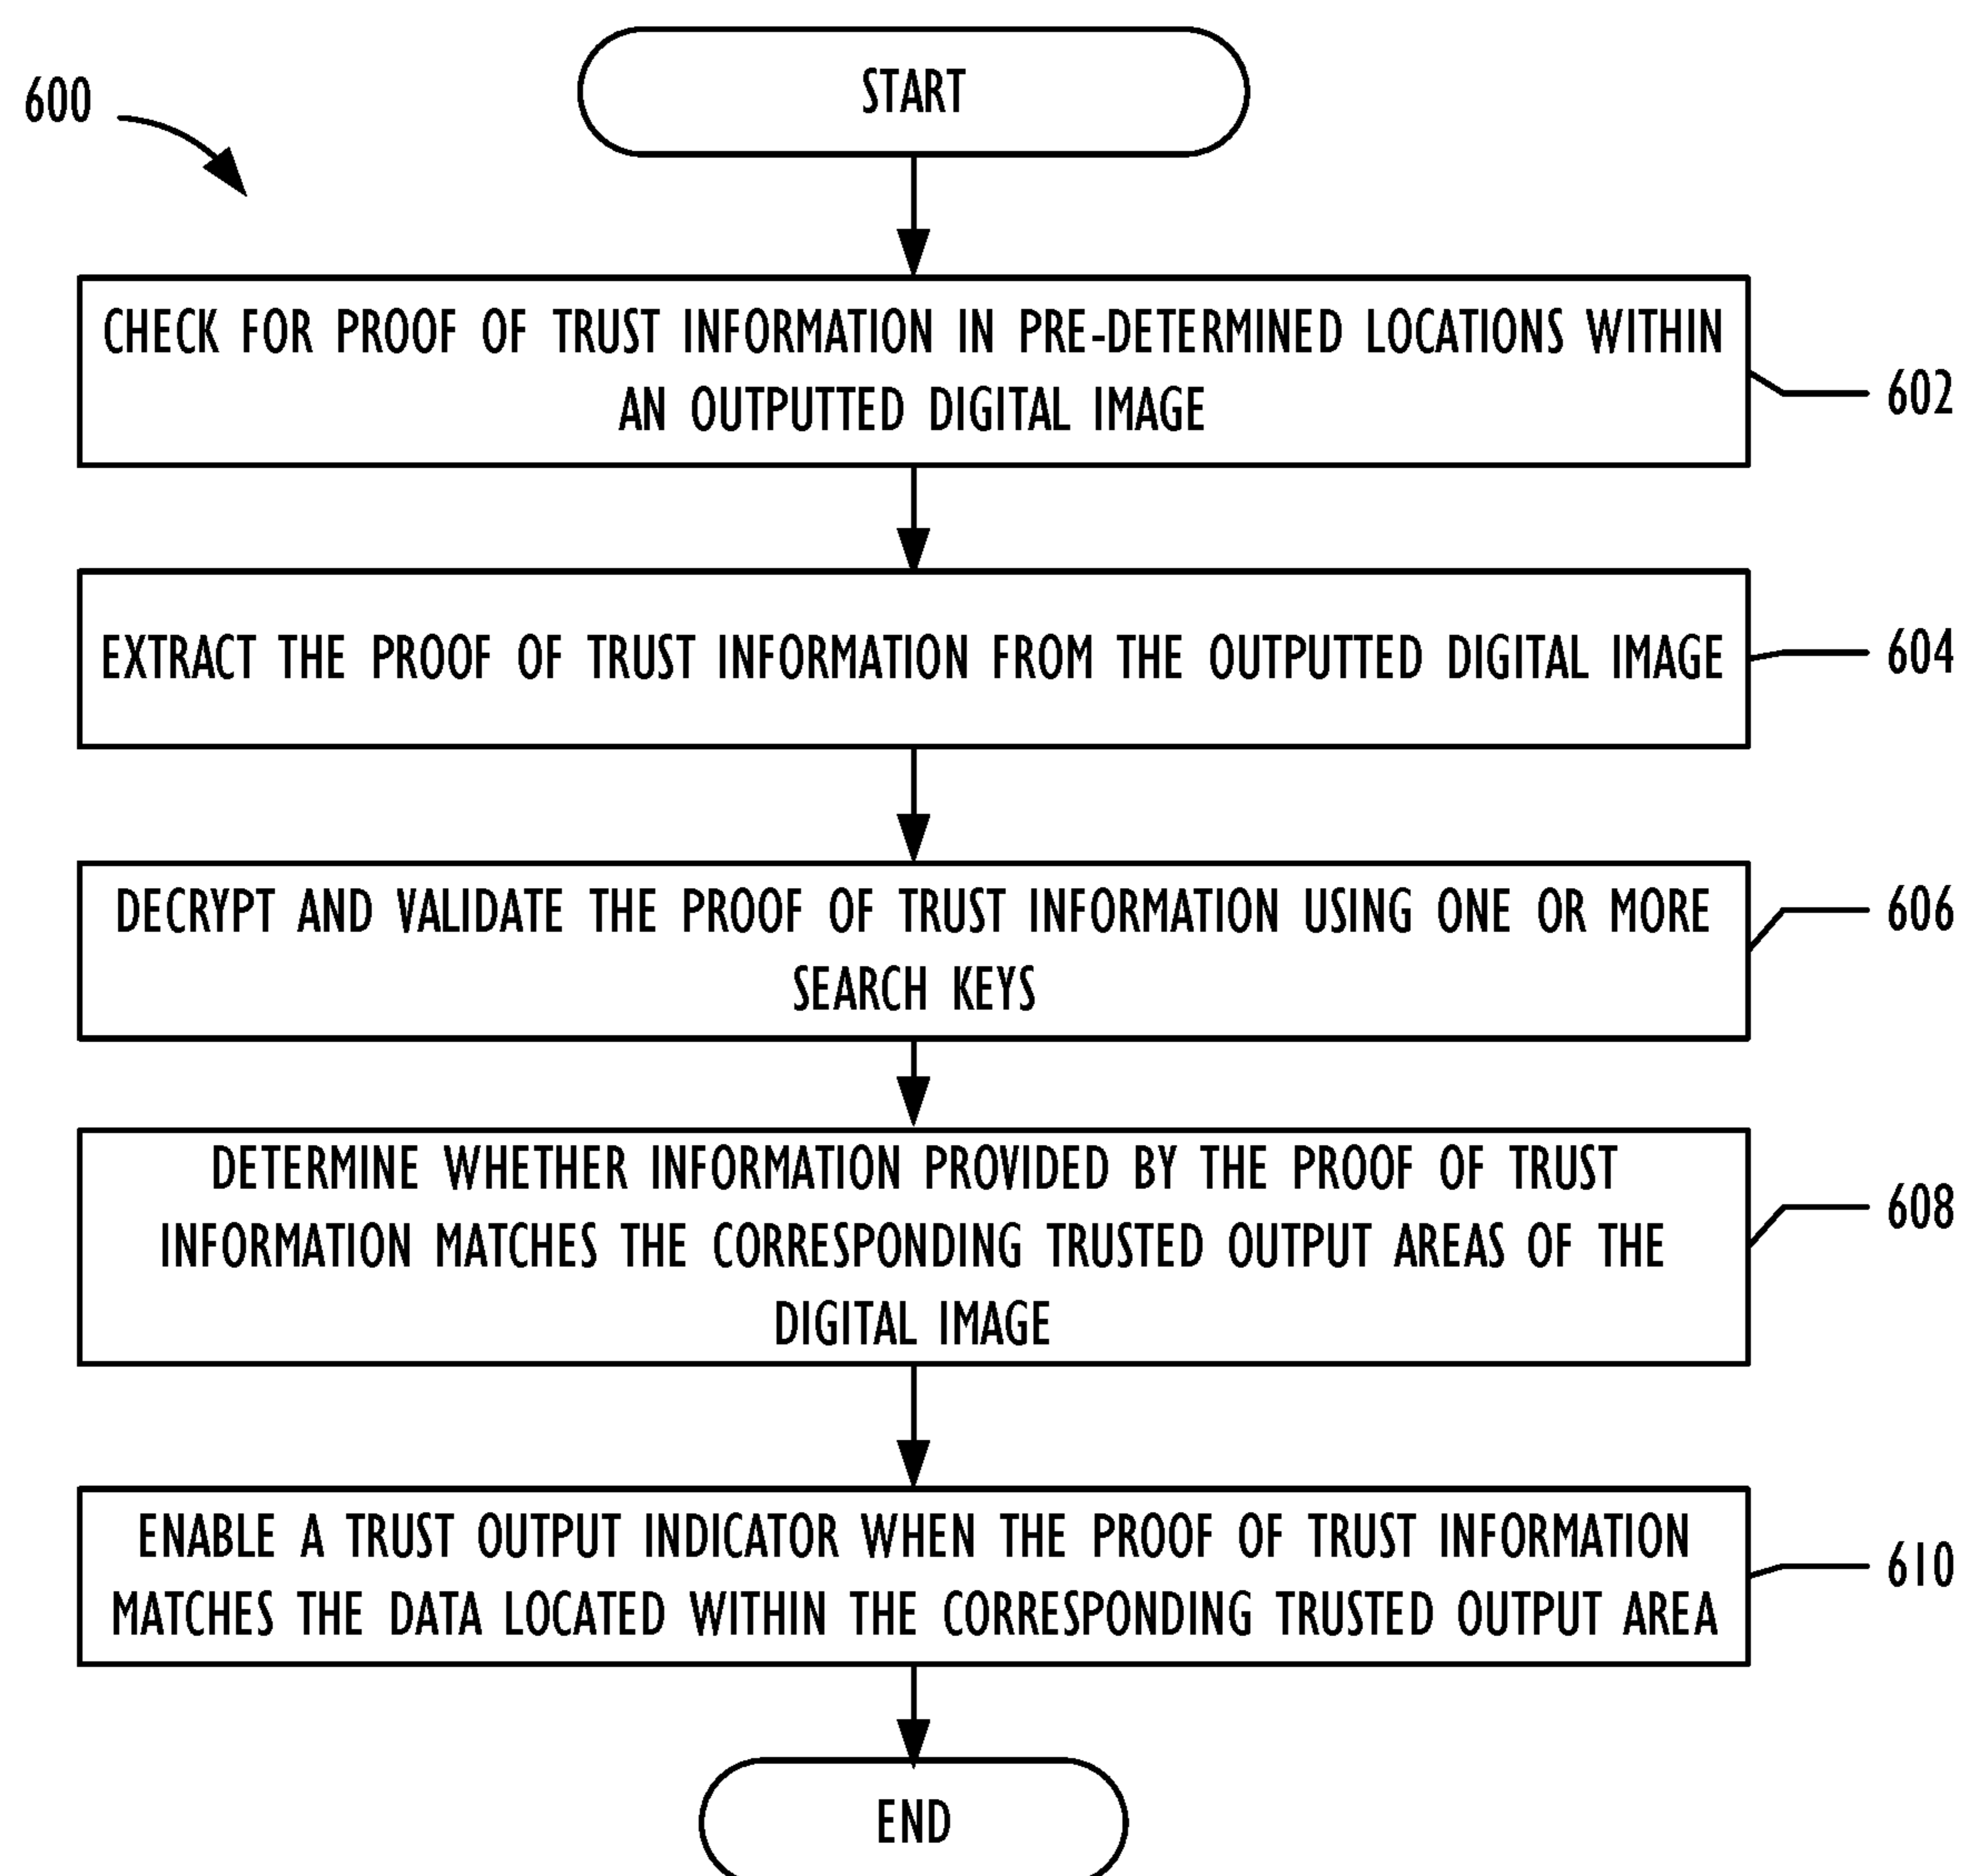 600
START
CHECK FOR PROOF OF TRUST INFORMATION IN PRE-DETERMINED LOCATIONS WITHIN
AN OUTPUTTED DIGITAL IMAGE
602
EXTRACT THE PROOF OF TRUST INFORMATION FROM THE OUTPUTTED DIGITAL IMAGE
604
DECRYPT AND VALIDATE THE PROOF OF TRUST INFORMATION USING ONE OR MORE
SEARCH KEYS
606
DETERMINE WHETHER INFORMATION PROVIDED BY THE PROOF OF TRUST
INFORMATION MATCHES THE CORRESPONDING TRUSTED OUTPUT AREAS OF THE
DIGITAL IMAGE
608
ENABLE A TRUST OUTPUT INDICATOR WHEN THE PROOF OF TRUST INFORMATION
MATCHES THE DATA LOCATED WITHIN THE CORRESPONDING TRUSTED OUTPUT AREA
610
END